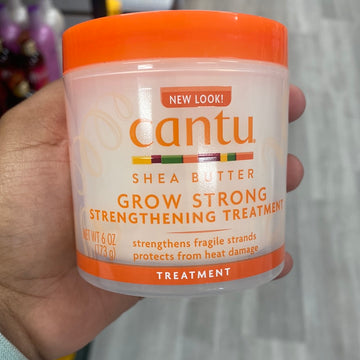 NEW LOOK!
cantu
SHEA BUTTER
GROW STRONG
STRENGTHENING TREATMENT
NET WT 6 OZ
(173 g)
strengthens fragile strands
protects from heat damage
TREATMENT